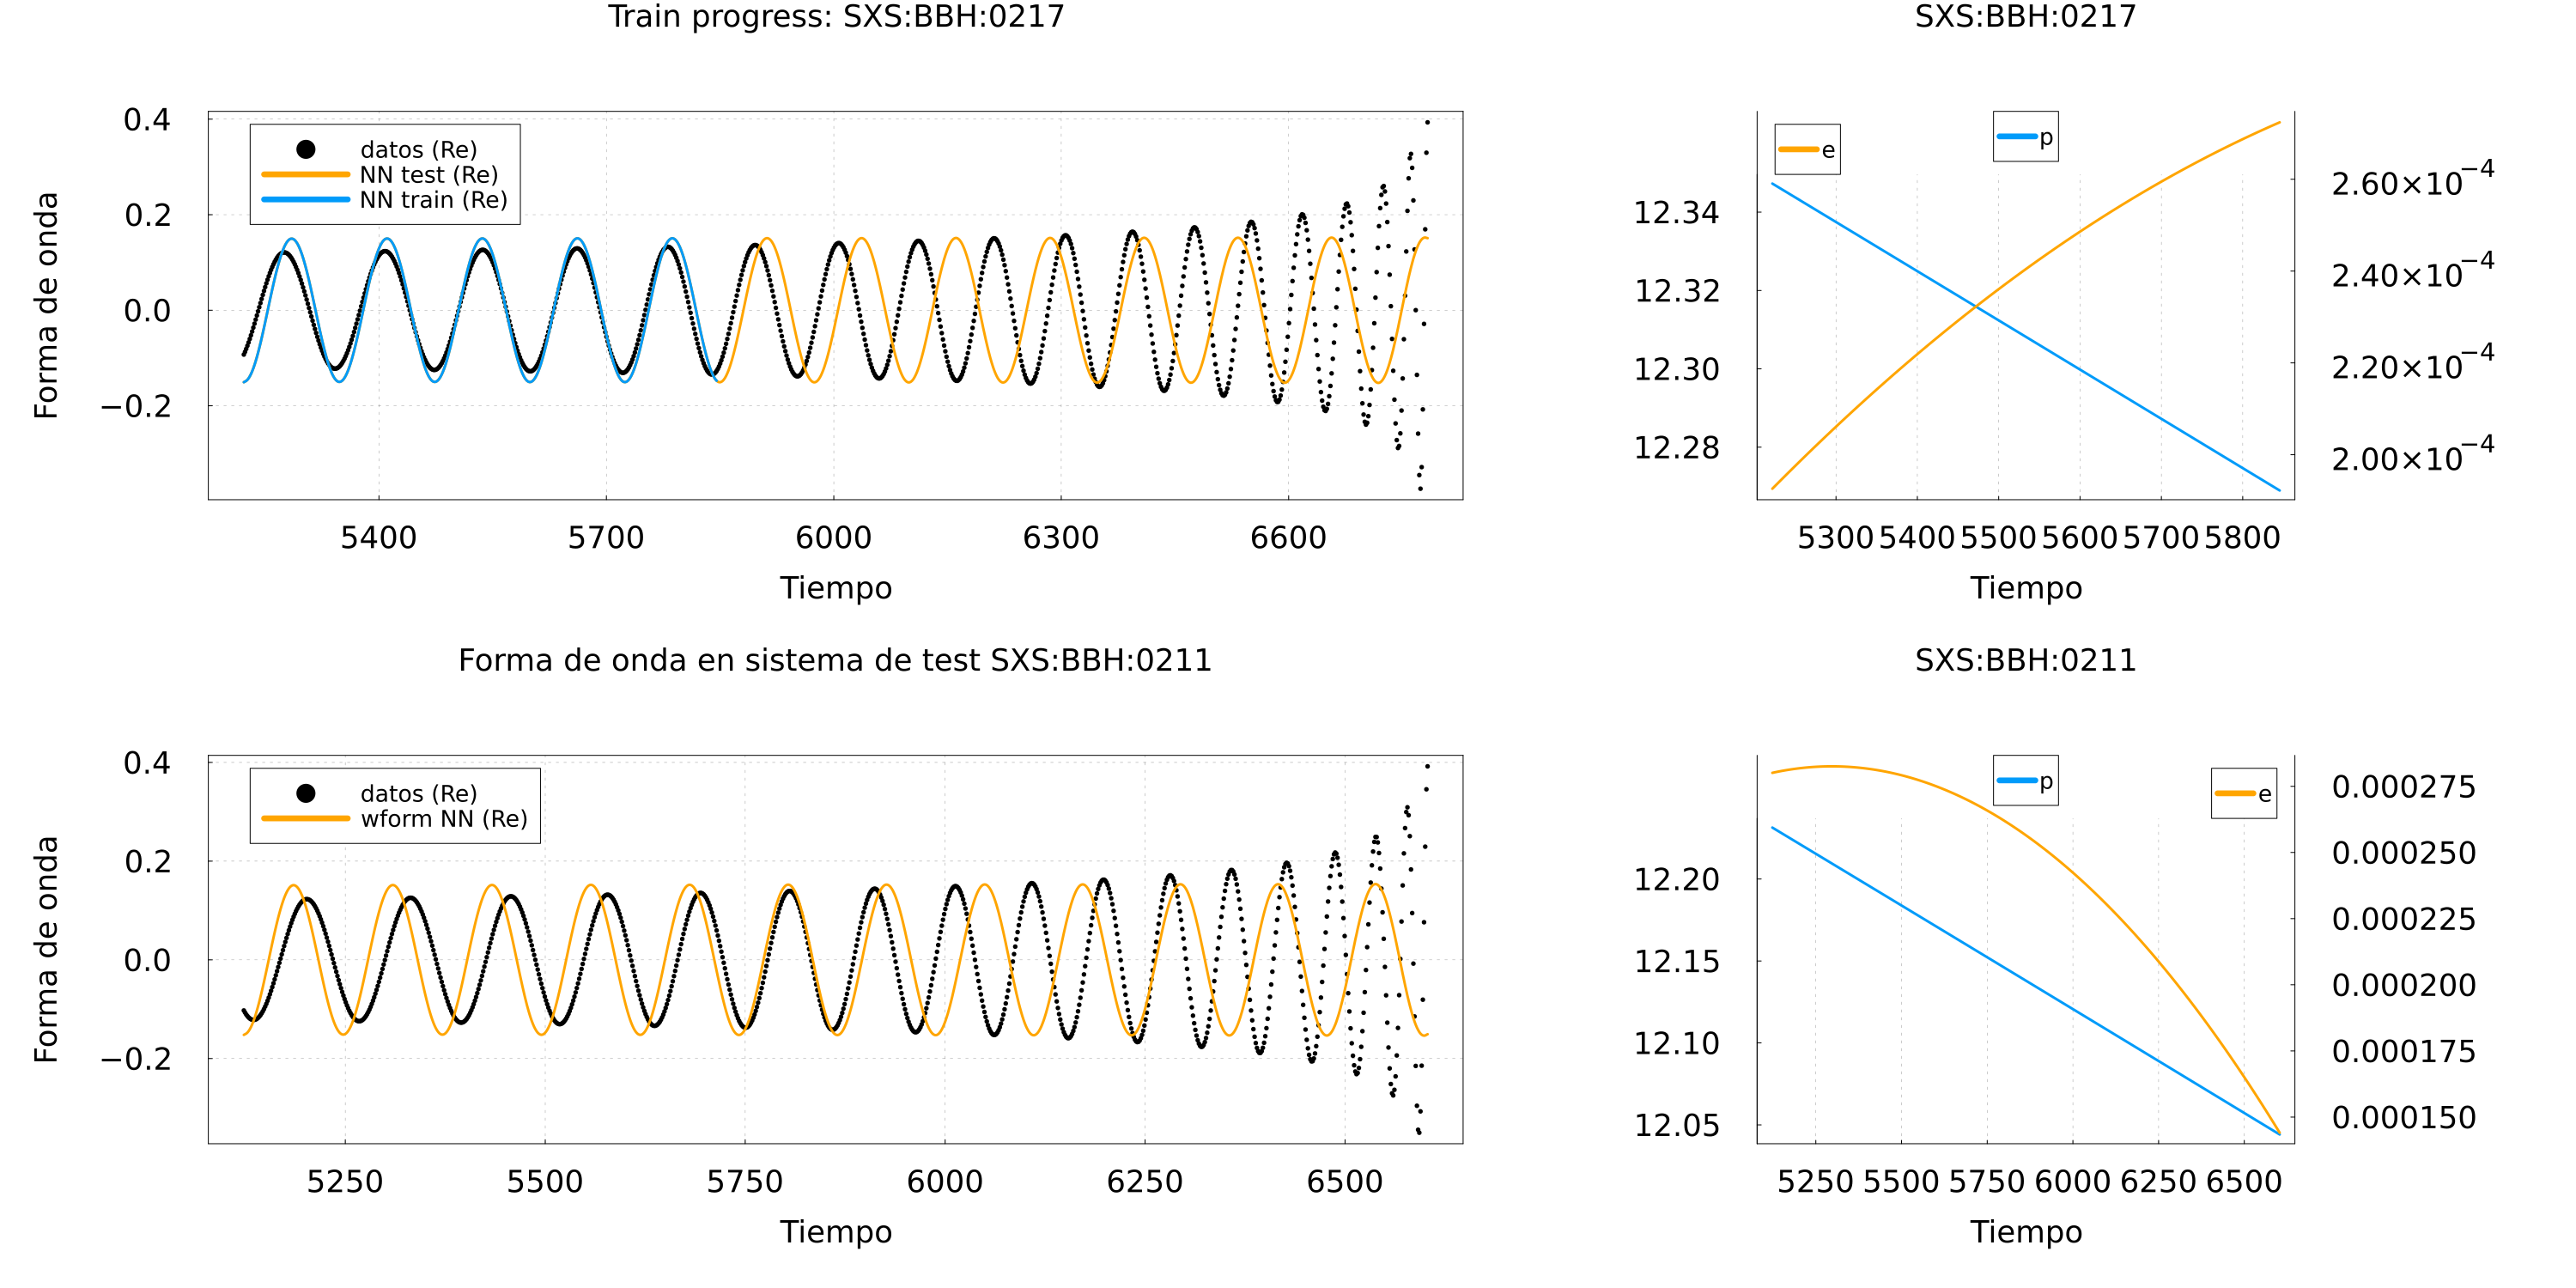 Train progress: SXS:BBH:0217
Forma de onda
0.4
0.2
0.0
−0.2
datos (Re)
NN test (Re)
NN train (Re)
5400 5700 6000 6300 6600
Tiempo
SXS:BBH:0217
e
p
12.34
12.32
12.30
12.28
2.60×10⁻⁴
2.40×10⁻⁴
2.20×10⁻⁴
2.00×10⁻⁴
5300 5400 5500 5600 5700 5800
Tiempo
Forma de onda en sistema de test SXS:BBH:0211
Forma de onda
0.4
0.2
0.0
−0.2
datos (Re)
wform NN (Re)
5250 5500 5750 6000 6250 6500
Tiempo
SXS:BBH:0211
p
e
12.20
12.15
12.10
12.05
0.000275
0.000250
0.000225
0.000200
0.000175
0.000150
5250 5500 5750 6000 6250 6500
Tiempo